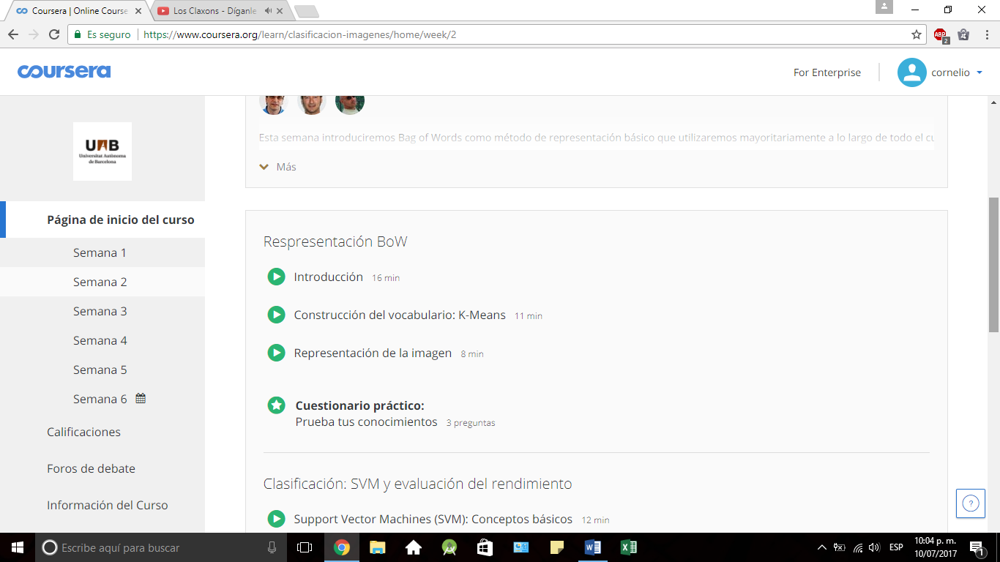 Coursera | Online Course
Los Claxons - Díganle
Es seguro
https://www.coursera.org/learn/clasificacion-imagenes/home/week/2
ABP
2
coursera
For Enterprise
cornelio
UAB
Universitat Autònoma
de Barcelona
Esta semana introduciremos Bag of Words como método de representación básico que utilizaremos mayoritariamente a lo largo de todo el cu
Más
Página de inicio del curso
Semana 1
Semana 2
Semana 3
Semana 4
Semana 5
Semana 6
Calificaciones
Foros de debate
Información del Curso
Respresentación BoW
Introducción 16 min
Construcción del vocabulario: K-Means 11 min
Representación de la imagen 8 min
Cuestionario práctico:
Prueba tus conocimientos 3 preguntas
Clasificación: SVM y evaluación del rendimiento
Support Vector Machines (SVM): Conceptos básicos 12 min
?
Escribe aquí para buscar
ESP
10:04 p. m.
10/07/2017
1